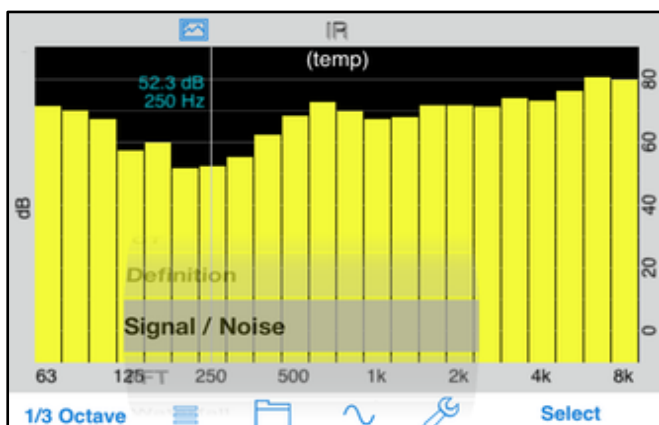 IR
(temp)
52.3 dB
250 Hz
80
60
dB
40
20
Definition
0
Signal / Noise
63 125 250 500 1k 2k 4k 8k
1/3 Octave
Select